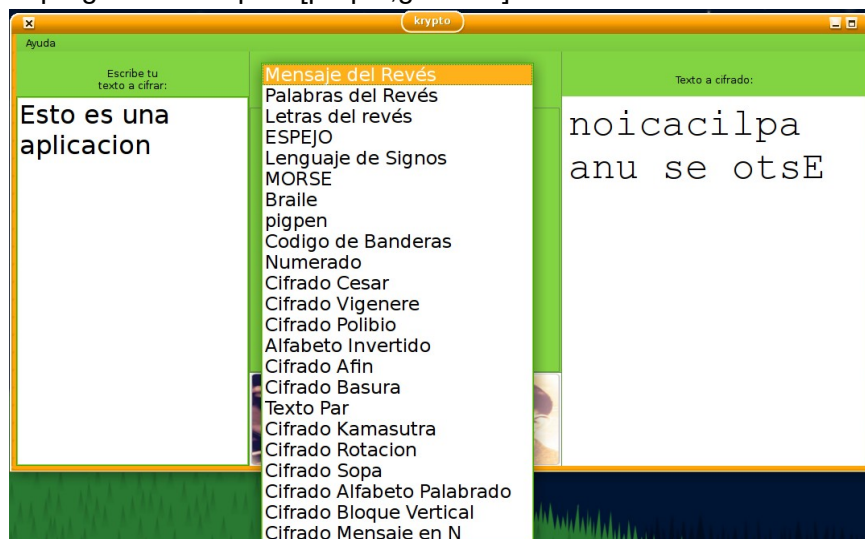 krypto
Ayuda
Escribe tu
texto a cifrar:
Esto es una
aplicacion
Mensaje del Revés
Palabras del Revés
Letras del revés
ESPEJO
Lenguaje de Signos
MORSE
Braile
pigpen
Codigo de Banderas
Numerado
Cifrado Cesar
Cifrado Vigenere
Cifrado Polibio
Alfabeto Invertido
Cifrado Afin
Cifrado Basura
Texto Par
Cifrado Kamasutra
Cifrado Rotacion
Cifrado Sopa
Cifrado Alfabeto Palabrado
Cifrado Bloque Vertical
Cifrado Mensaje en N
Texto a cifrado:
noicacilpa
anu se otsE